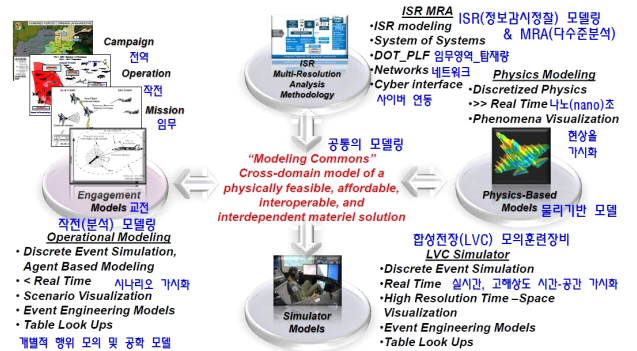 Campaign
전역
Operation
작전
Mission
임무
Engagement
Models 교전
작전(분석) 모델링
Operational Modeling
• Discrete Event Simulation,
Agent Based Modeling
• < Real Time 시나리오 가시화
• Scenario Visualization
• Event Engineering Models
• Table Look Ups
개별적 행위 모의 및 공학 모델
ISR
Multi-Resolution
Analysis
Methodology
ISR MRA ISR(정보감시정찰) 모델링
& MRA(다수준분석)
•ISR modeling
•System of Systems
•DOT_PLF 임무영역_탑재량
•Networks 네트워크
•Cyber interface
사이버 연동
공통의 모델링
“Modeling Commons”
Cross-domain model of a
physically feasible, affordable,
interoperable, and
interdependent materiel solution
Physics Modeling
•Discretized Physics
•>> Real Time 나노(nano)초
•Phenomena Visualization
현상을
가시화
Physics-Based
Models 물리기반 모델
합성전장(LVC) 모의훈련장비
LVC Simulator
•Discrete Event Simulation
•Real Time 실시간, 고해상도 시간-공간 가시화
•High Resolution Time –Space
Visualization
•Event Engineering Models
•Table Look Ups
Simulator
Models